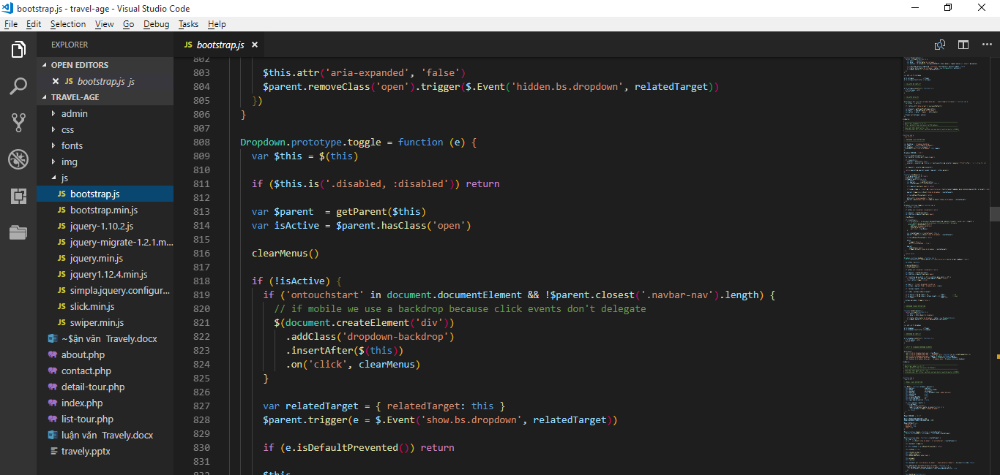 bootstrap.js - travel-age - Visual Studio Code
File Edit Selection View Go Debug Tasks Help
EXPLORER
OPEN EDITORS
JS bootstrap.js js
TRAVEL-AGE
admin
css
fonts
img
js
JS bootstrap.js
JS bootstrap.min.js
JS jquery-1.10.2.js
JS jquery-migrate-1.2.1.m...
JS jquery.min.js
JS jquery1.12.4.min.js
JS simpla.jquery.configur...
JS slick.min.js
JS swiper.min.js
~$ận văn  Travely.docx
about.php
contact.php
detail-tour.php
index.php
list-tour.php
luận văn  Travely.docx
travely.pptx
JS bootstrap.js
802
803 $this.attr('aria-expanded', 'false')
804 $parent.removeClass('open').trigger($.Event('hidden.bs.dropdown', relatedTarget))
805 })
806 }
807
808 Dropdown.prototype.toggle = function (e) {
809 var $this = $(this)
810
811 if ($this.is('.disabled, :disabled')) return
812
813 var $parent  = getParent($this)
814 var isActive = $parent.hasClass('open')
815
816 clearMenus()
817
818 if (!isActive) {
819 if ('ontouchstart' in document.documentElement && !$parent.closest('.navbar-nav').length) {
820 // if mobile we use a backdrop because click events don't delegate
821 $(document.createElement('div'))
822 .addClass('dropdown-backdrop')
823 .insertAfter($(this))
824 .on('click', clearMenus)
825 }
826
827 var relatedTarget = { relatedTarget: this }
828 $parent.trigger(e = $.Event('show.bs.dropdown', relatedTarget))
829
830 if (e.isDefaultPrevented()) return
831
832 $this